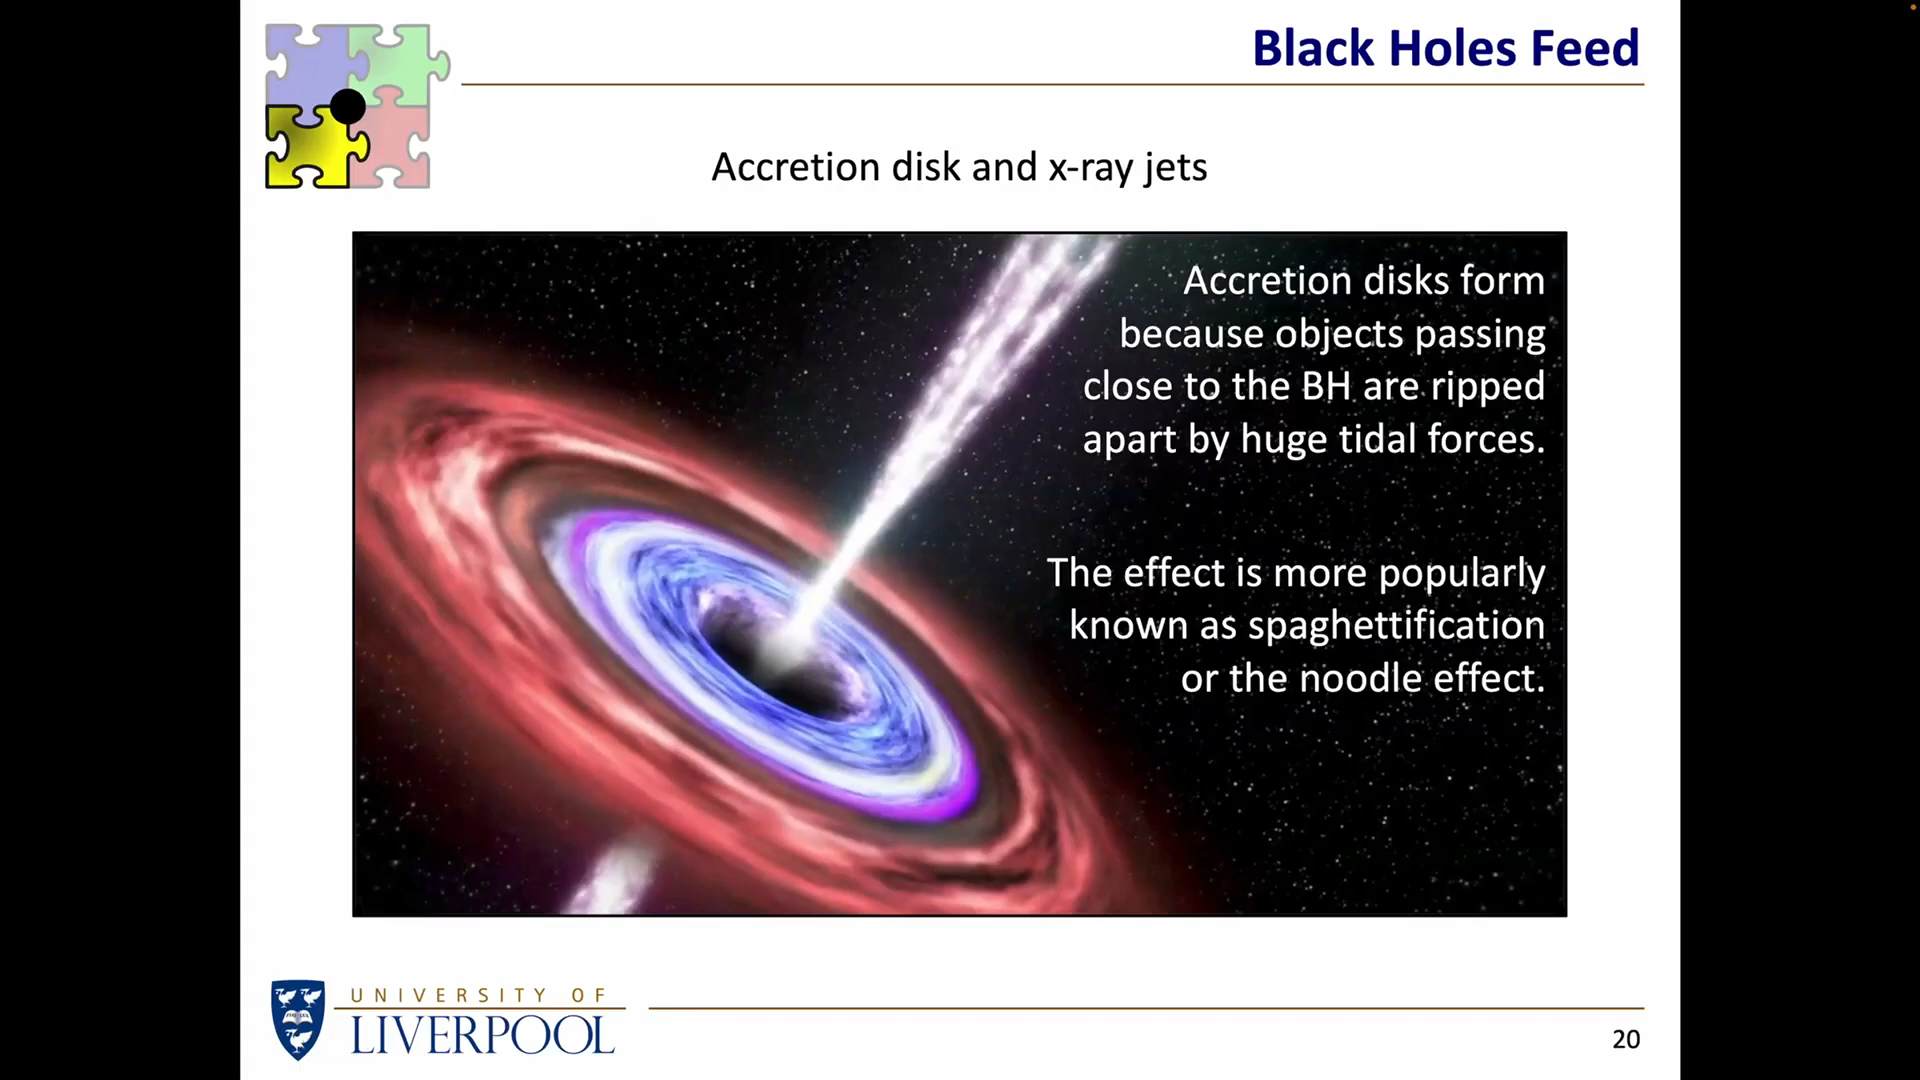 Black Holes Feed
Accretion disk and x-ray jets
Accretion disks form
because objects passing
close to the BH are ripped
apart by huge tidal forces.
The effect is more popularly
known as spaghettification
or the noodle effect.
UNIVERSITY OF
LIVERPOOL
20